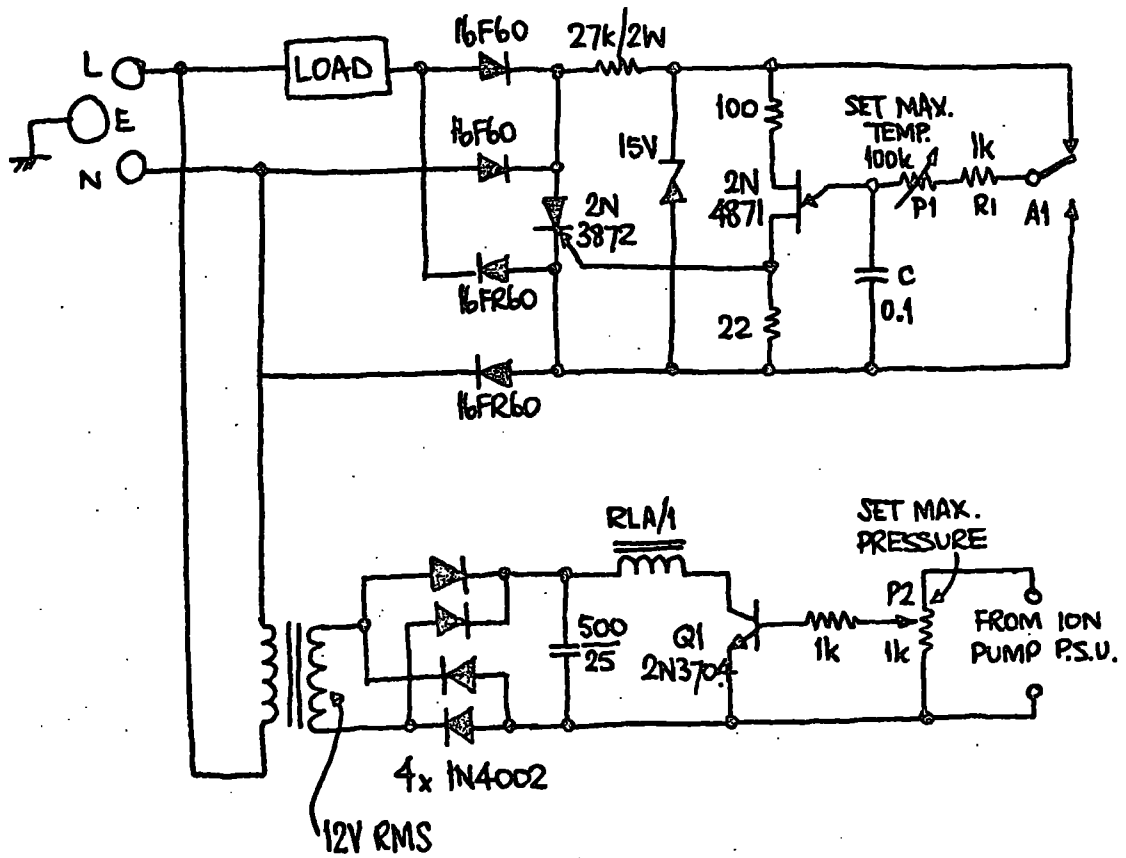 L
E
N
LOAD
16F60
27k/2W
16F60
15V
100
SET MAX.
TEMP.
100k
P1
1k
R1
A1
2N
4871
2N
3872
16FR60
22
C
0.1
16FR60
RLA/1
SET MAX.
PRESSURE
P2
1k
FROM ION
PUMP P.S.U.
500
25
Q1
2N3704
1k
4x 1N4002
12V RMS